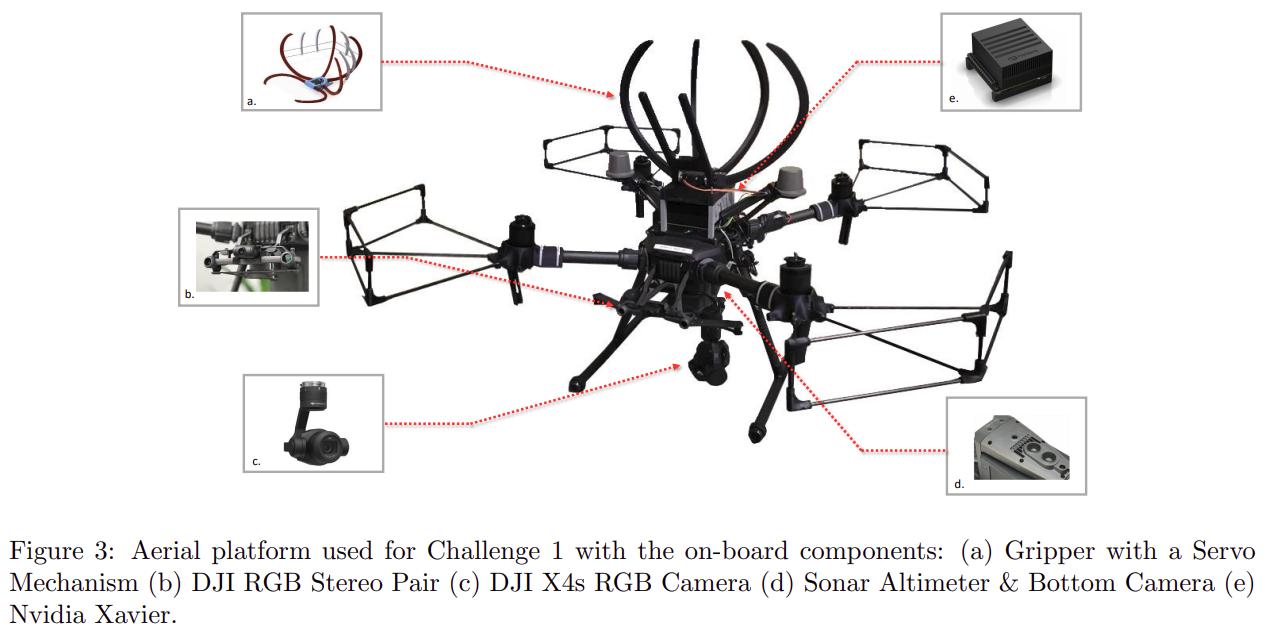 a.
e.
b.
c.
d.
Figure 3: Aerial platform used for Challenge 1 with the on-board components: (a) Gripper with a Servo
Mechanism (b) DJI RGB Stereo Pair (c) DJI X4s RGB Camera (d) Sonar Altimeter & Bottom Camera (e)
Nvidia Xavier.